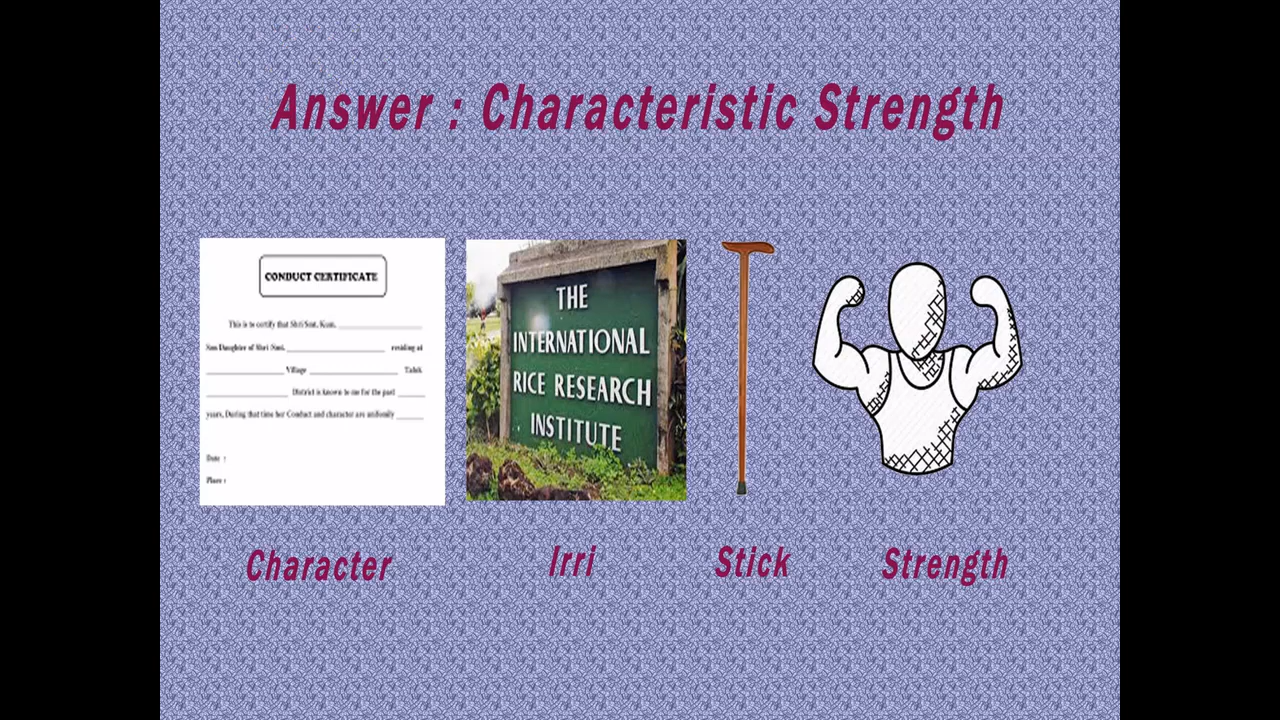 Answer : Characteristic Strength
CONDUCT CERTIFICATE
This is to certify that Shri/Smt, Kum,
Son/Daughter of Shri /Smt. residing at
Village Taluk
District is known to me for the past
years, During that time her Conduct and character are uniformly
Date :
Place :
THE
INTERNATIONAL
RICE RESEARCH
INSTITUTE
Character
Irri
Stick
Strength